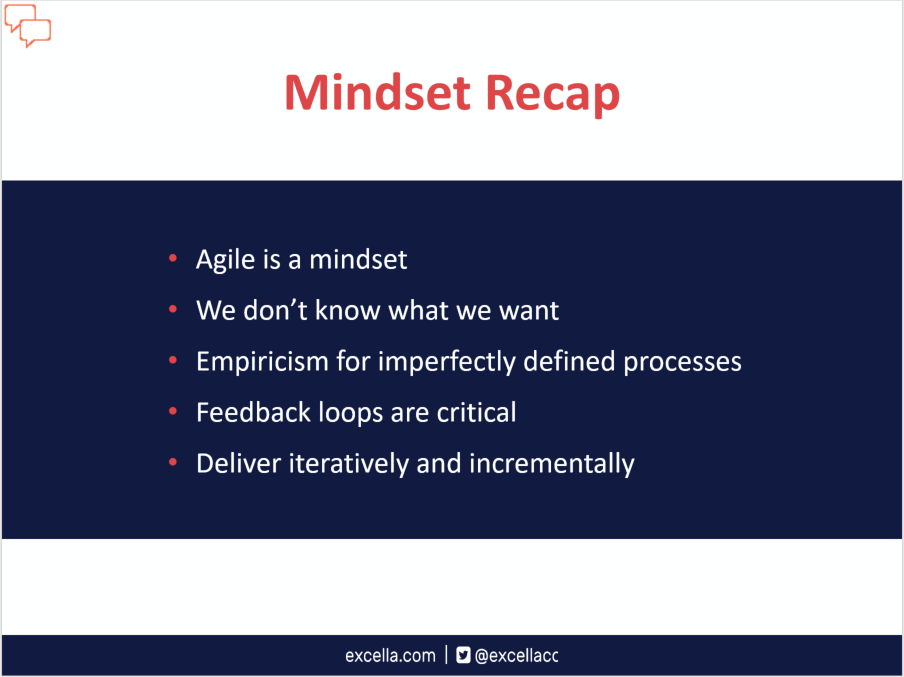 Mindset Recap
• Agile is a mindset
• We don’t know what we want
• Empiricism for imperfectly defined processes
• Feedback loops are critical
• Deliver iteratively and incrementally
excella.com | @excellacc